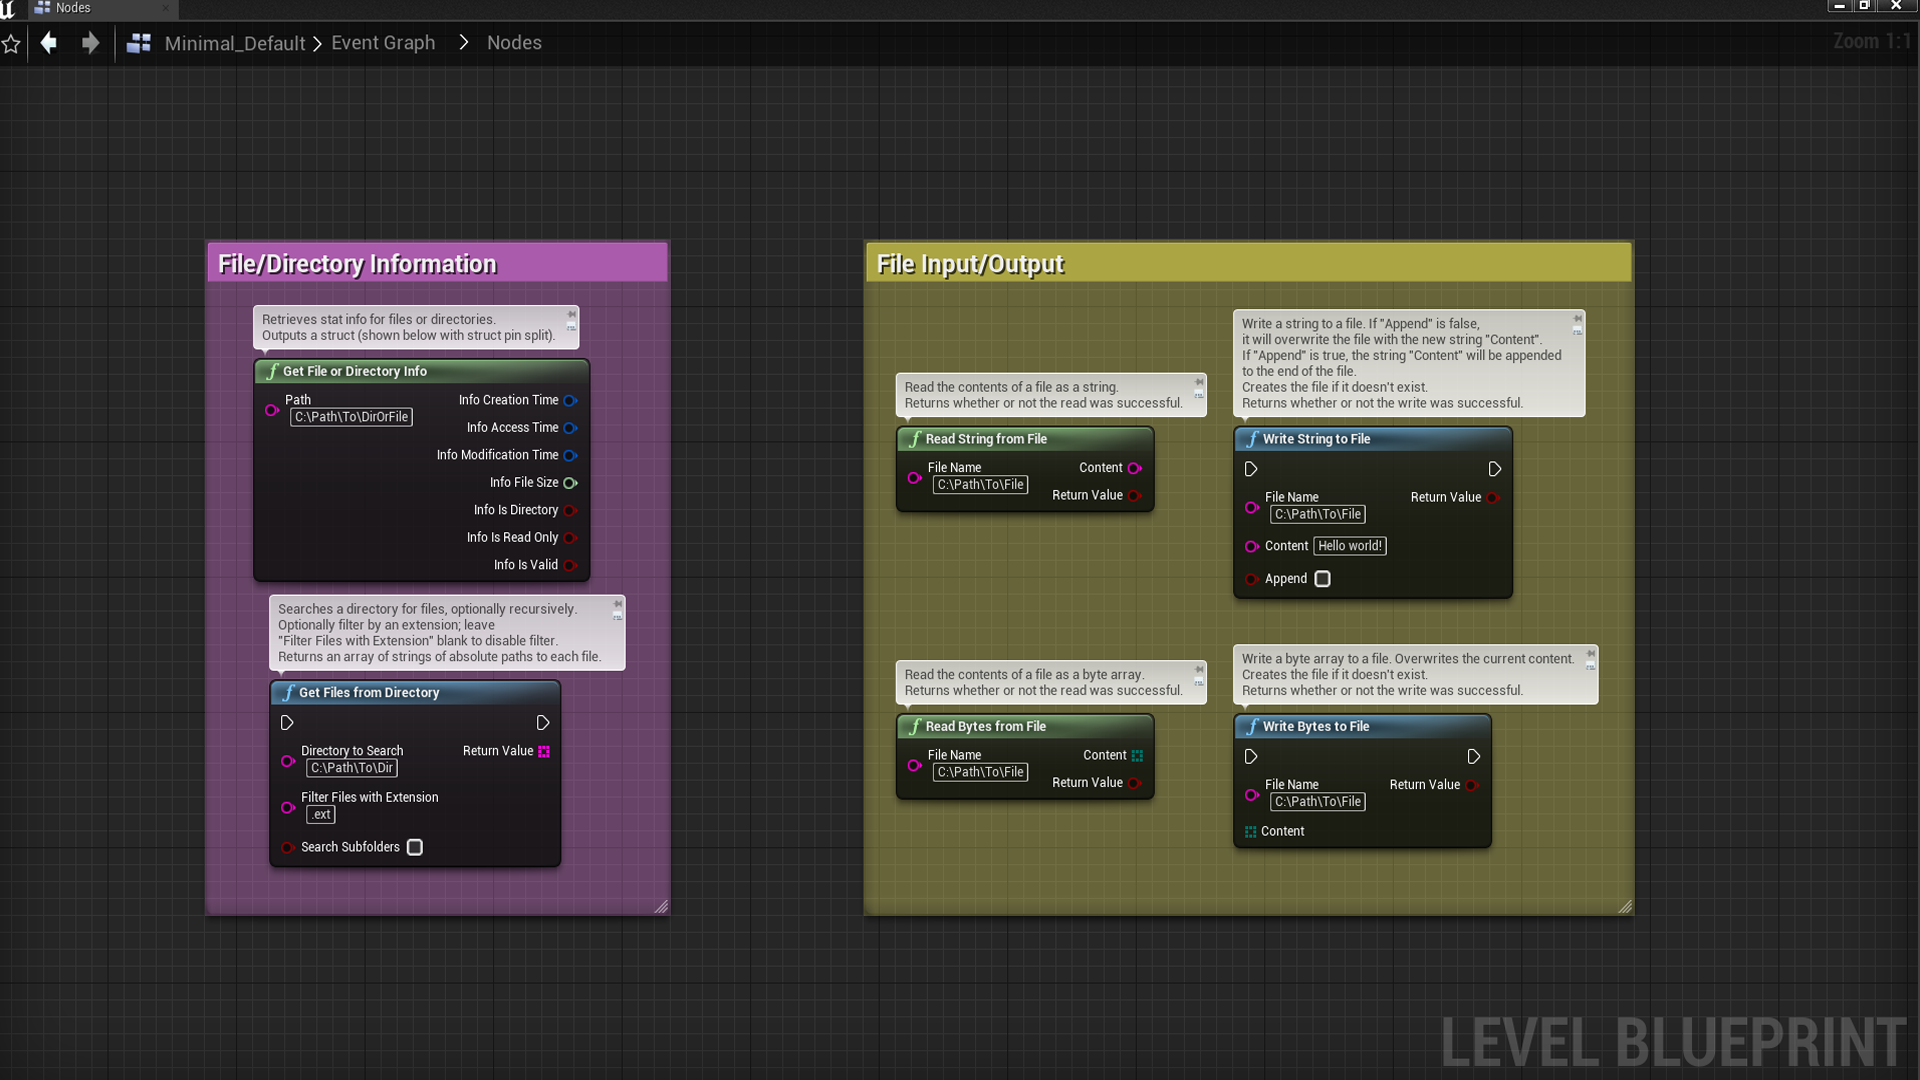 Nodes
Minimal_Default > Event Graph > Nodes
Zoom 1:1
File/Directory Information
Retrieves stat info for files or directories.
Outputs a struct (shown below with struct pin split).
f Get File or Directory Info
Path
C:\Path\To\DirOrFile
Info Creation Time
Info Access Time
Info Modification Time
Info File Size
Info Is Directory
Info Is Read Only
Info Is Valid
Searches a directory for files, optionally recursively.
Optionally filter by an extension; leave
"Filter Files with Extension" blank to disable filter.
Returns an array of strings of absolute paths to each file.
f Get Files from Directory
Directory to Search
C:\Path\To\Dir
Return Value
Filter Files with Extension
.ext
Search Subfolders
File Input/Output
Read the contents of a file as a string.
Returns whether or not the read was successful.
f Read String from File
File Name
C:\Path\To\File
Content
Return Value
Write a string to a file. If "Append" is false,
it will overwrite the file with the new string "Content".
If "Append" is true, the string "Content" will be appended
to the end of the file.
Creates the file if it doesn't exist.
Returns whether or not the write was successful.
f Write String to File
File Name
C:\Path\To\File
Return Value
Content Hello world!
Append
Read the contents of a file as a byte array.
Returns whether or not the read was successful.
f Read Bytes from File
File Name
C:\Path\To\File
Content
Return Value
Write a byte array to a file. Overwrites the current content.
Creates the file if it doesn't exist.
Returns whether or not the write was successful.
f Write Bytes to File
File Name
C:\Path\To\File
Return Value
Content
LEVEL BLUEPRINT